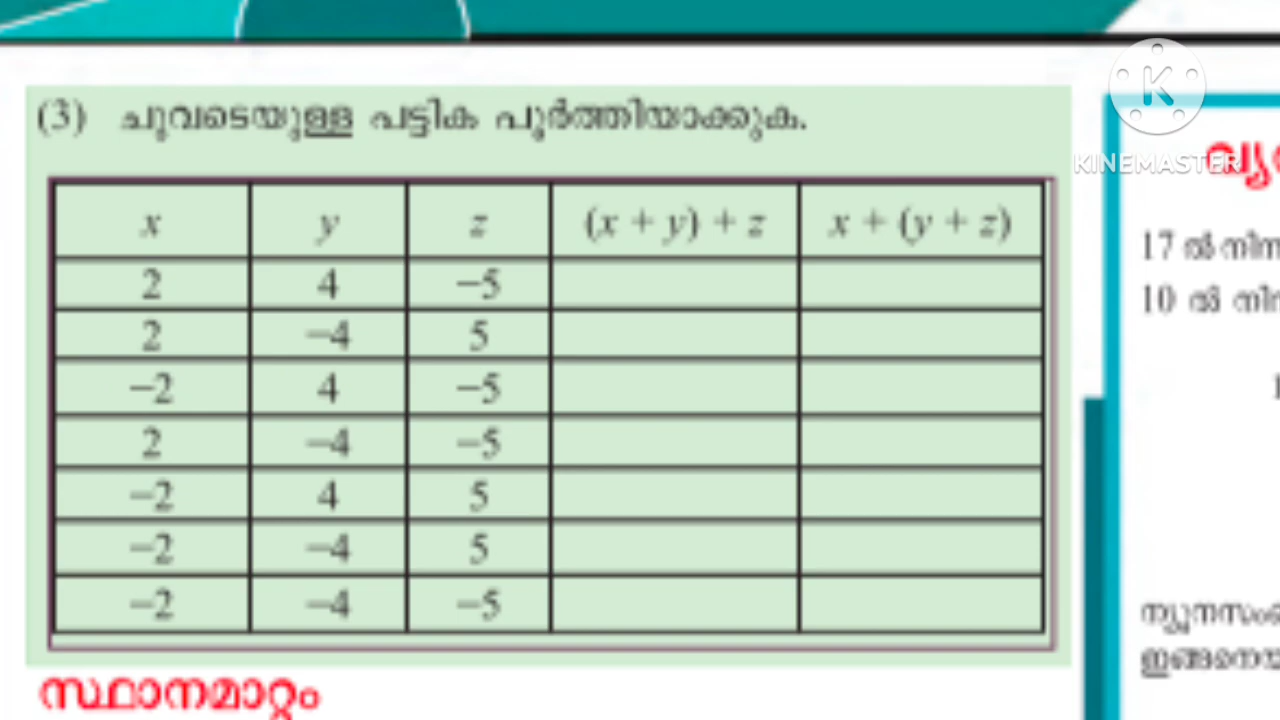 (3) ചുവടെയുള്ള പട്ടിക പൂർത്തിയാക്കുക.
x y z (x + y) + z x + (y + z)
2 4 −5
2 −4 5
−2 4 −5
2 −4 −5
−2 4 5
−2 −4 5
−2 −4 −5
സ്ഥാനമാറ്റം
K
KINEMASTER
17 ൽ
10 ൽ